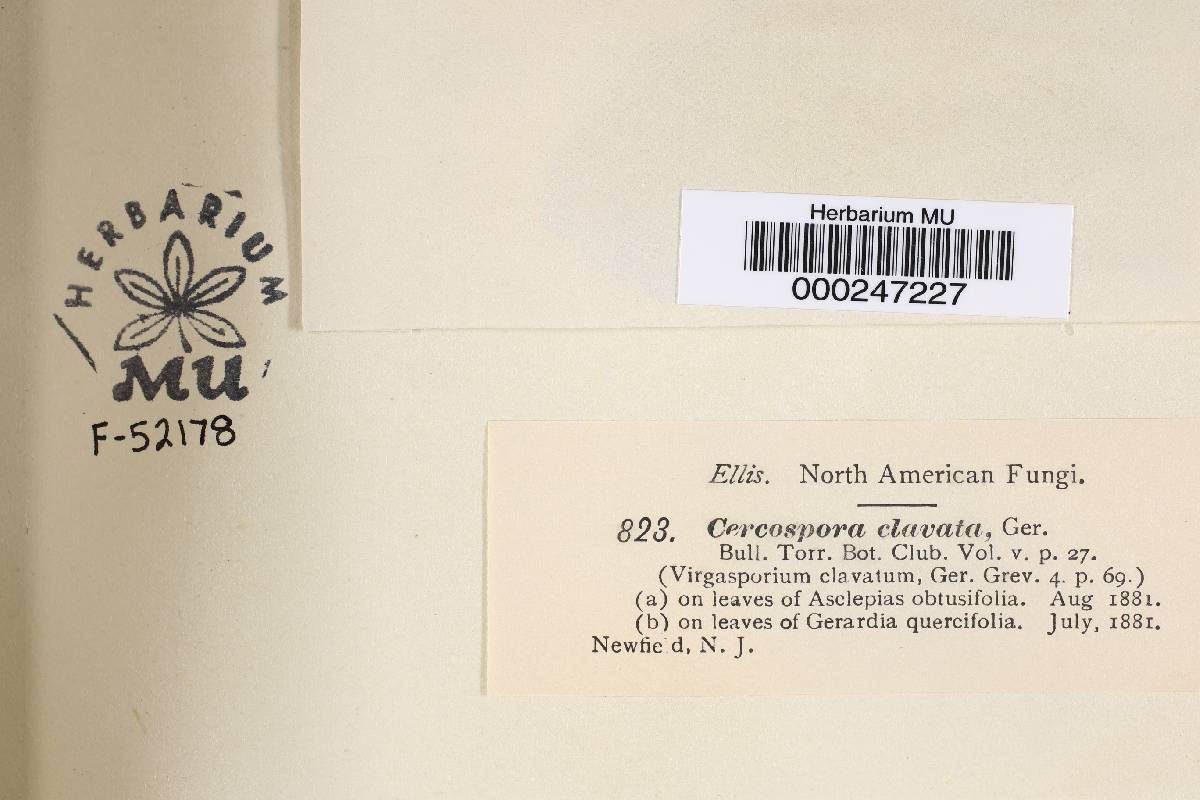 HERBARIUM
MU
F-52178
Herbarium MU
000247227
Ellis. North American Fungi.
823. Cercospora clavata, Ger.
Bull. Torr. Bot. Club. Vol. v. p. 27.
(Virgasporium clavatum, Ger. Grev. 4. p. 69.)
(a) on leaves of Asclepias obtusifolia. Aug 1881.
(b) on leaves of Gerardia quercifolia. July, 1881.
Newfield, N. J.